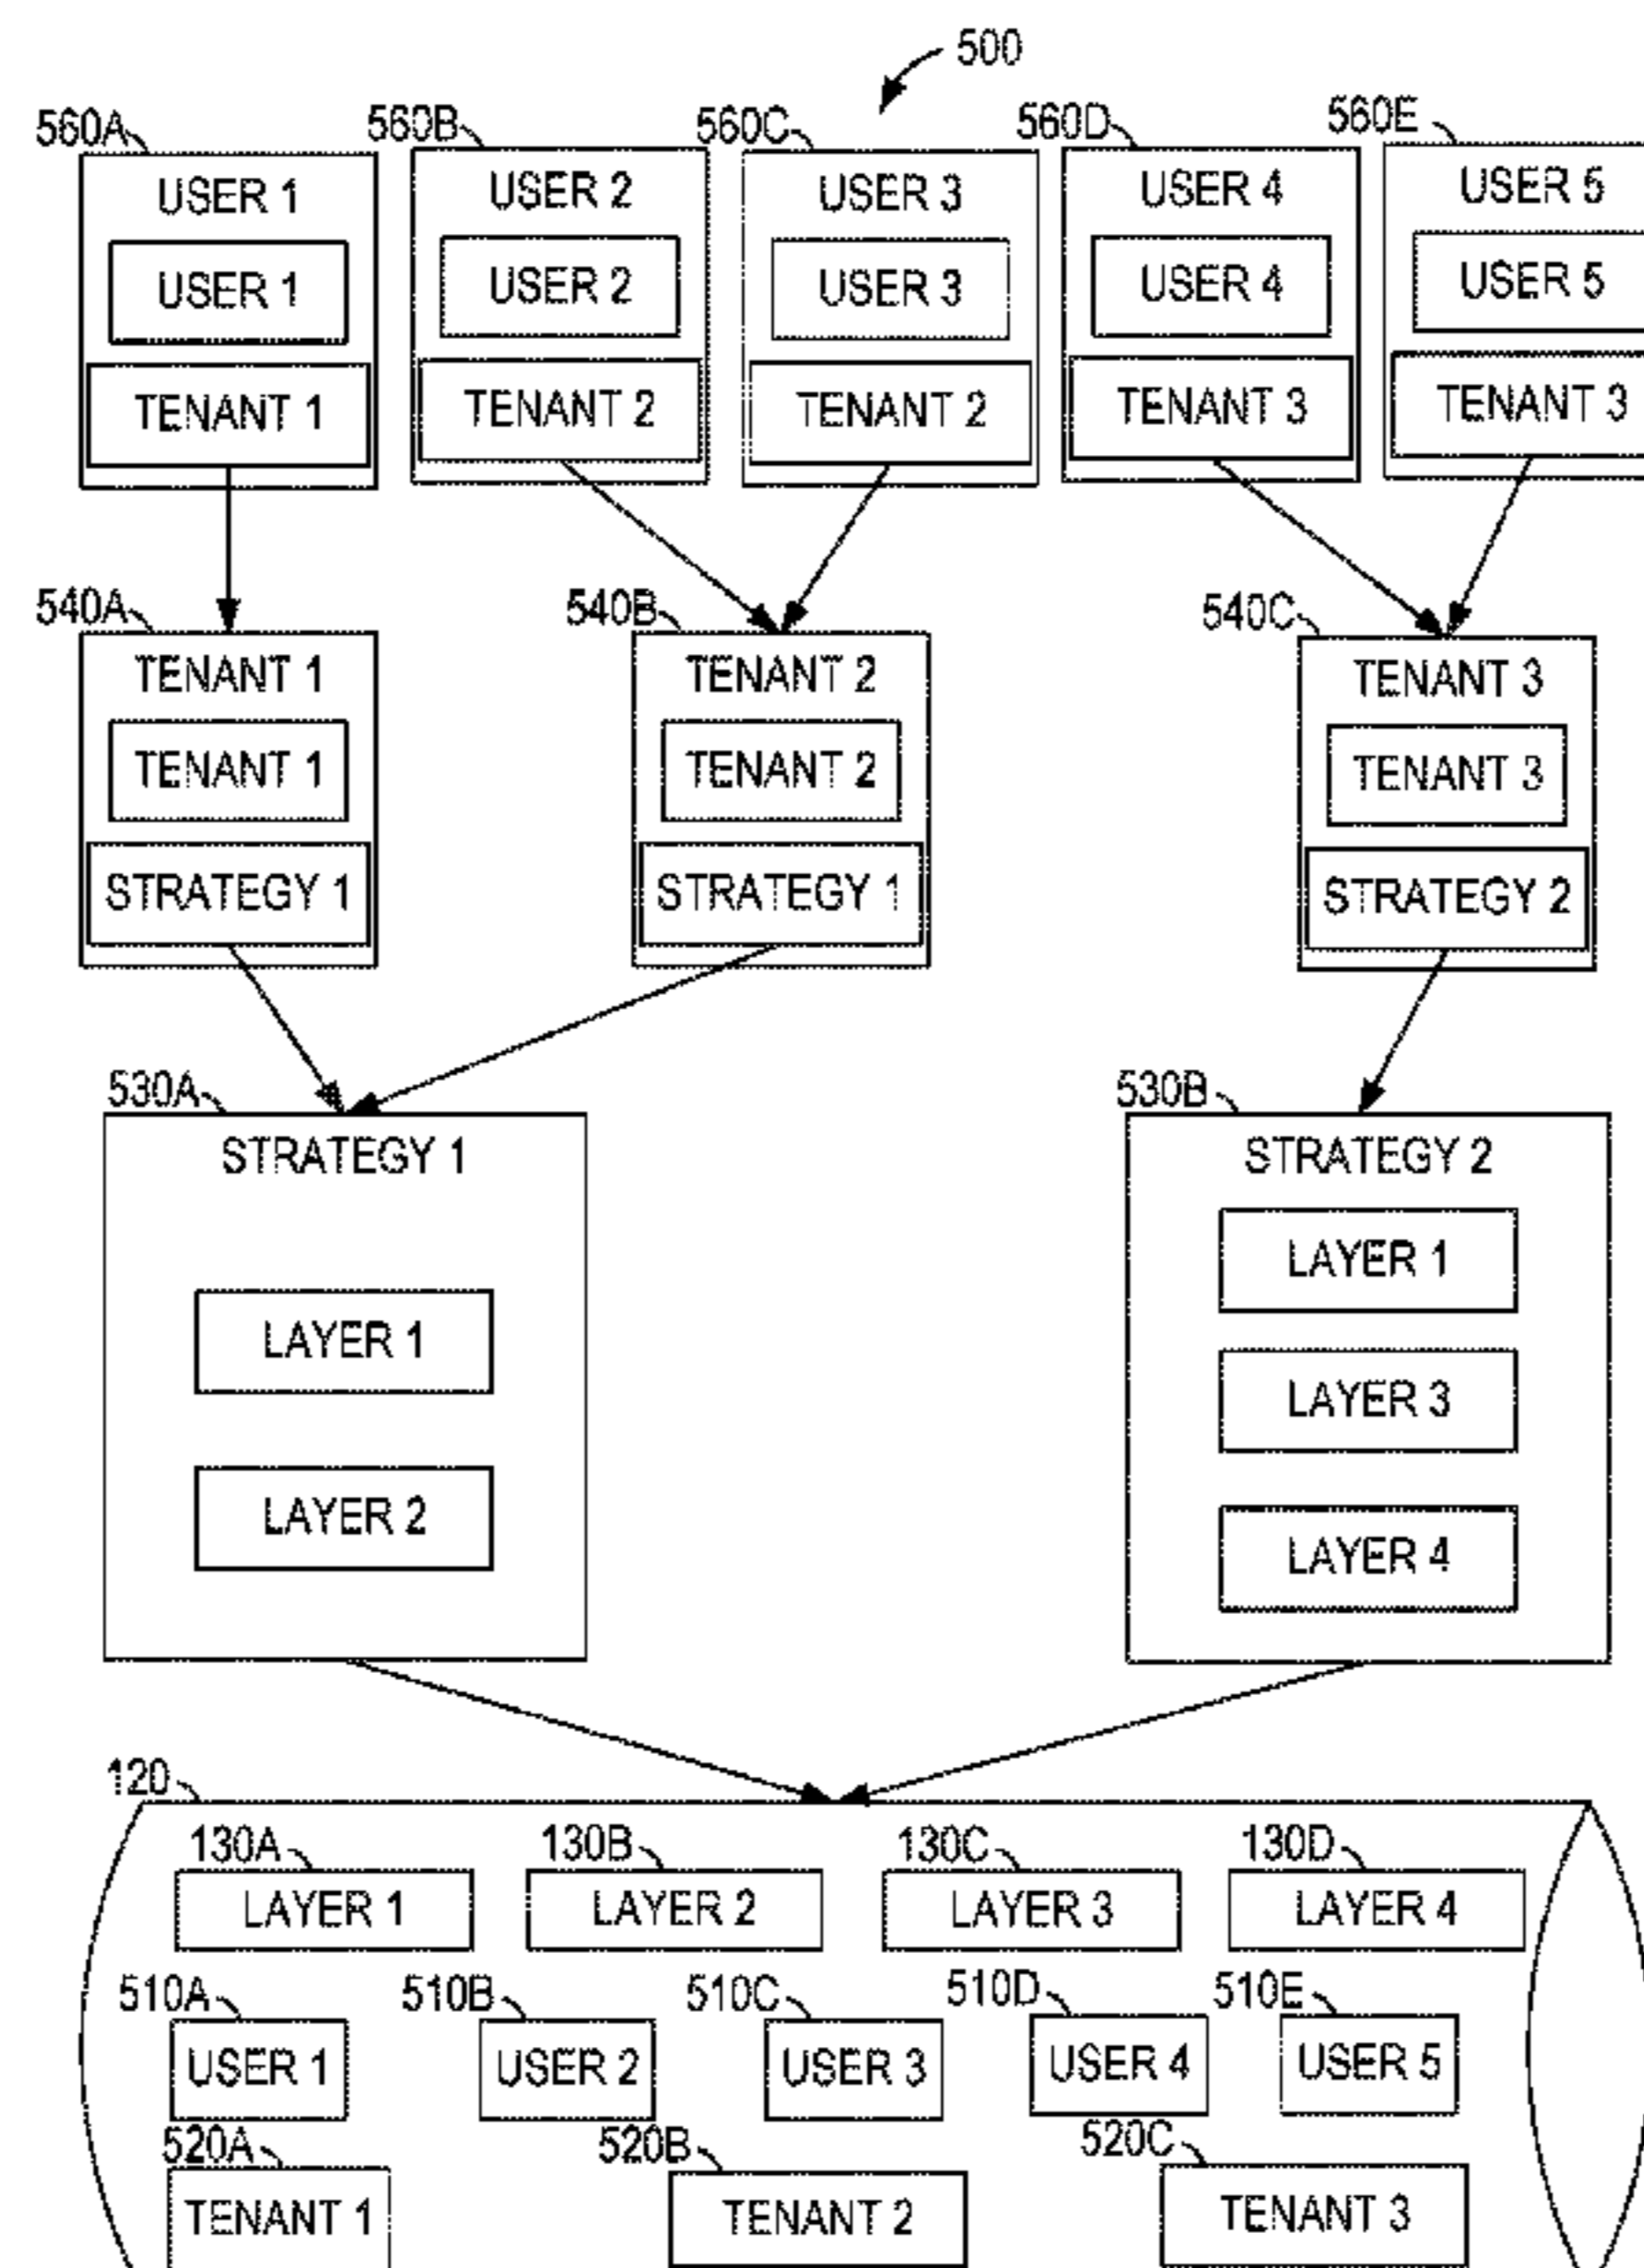 500
560A 560B 560C 560D 560E
USER 1 USER 2 USER 3 USER 4 USER 5
USER 1 USER 2 USER 3 USER 4 USER 5
TENANT 1 TENANT 2 TENANT 2 TENANT 3 TENANT 3
540A 540B 540C
TENANT 1 TENANT 2 TENANT 3
TENANT 1 TENANT 2 TENANT 3
STRATEGY 1 STRATEGY 1 STRATEGY 2
530A 530B
STRATEGY 1 STRATEGY 2
LAYER 1
LAYER 1
LAYER 3
LAYER 2
LAYER 4
120
130A 130B 130C 130D
LAYER 1 LAYER 2 LAYER 3 LAYER 4
510A 510B 510C 510D 510E
USER 1 USER 2 USER 3 USER 4 USER 5
520A 520B 520C
TENANT 1 TENANT 2 TENANT 3